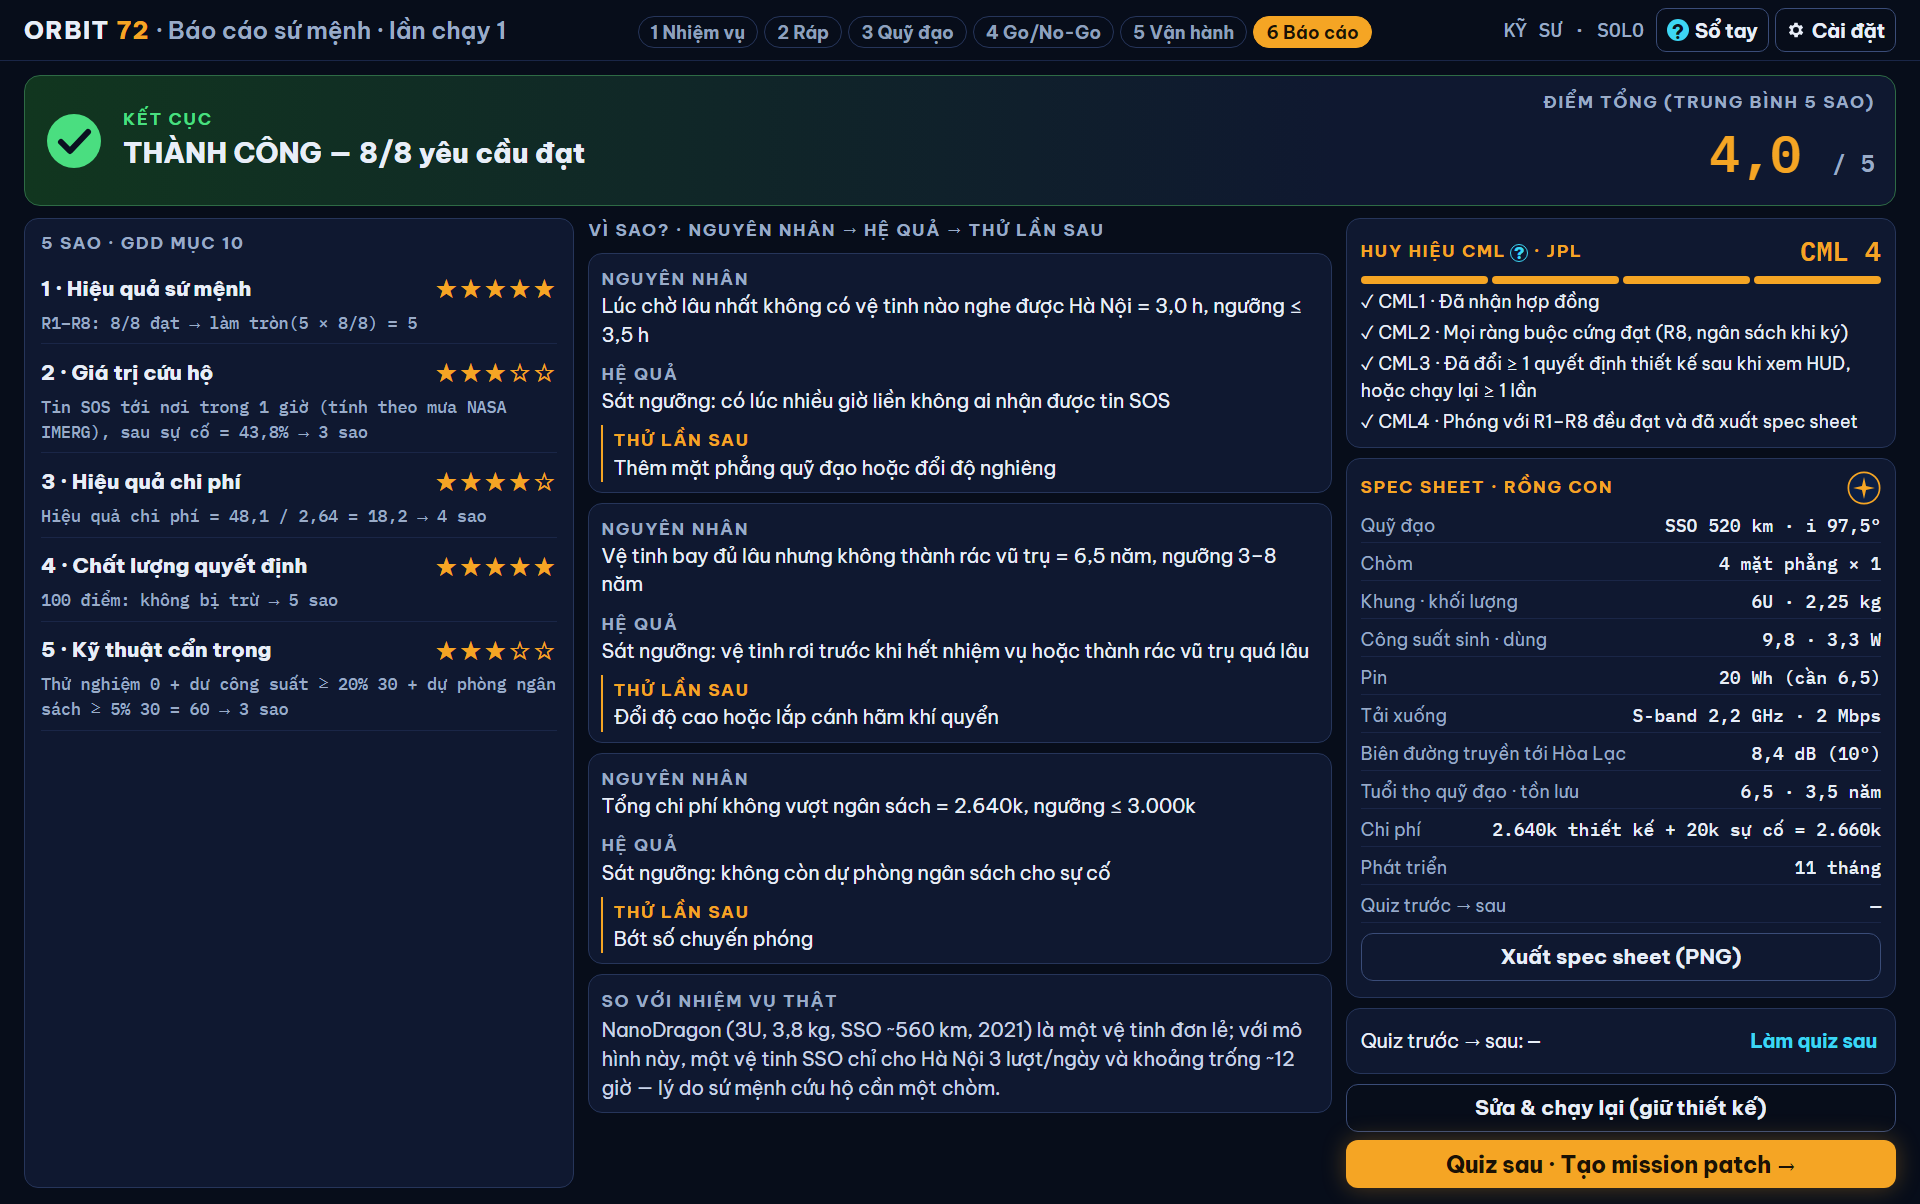 ORBIT 72 · Báo cáo sứ mệnh · lần chạy 1
1 Nhiệm vụ
2 Ráp
3 Quỹ đạo
4 Go/No-Go
5 Vận hành
6 Báo cáo
KỸ SƯ · SOLO
? Sổ tay
Cài đặt
KẾT CỤC
THÀNH CÔNG — 8/8 yêu cầu đạt
ĐIỂM TỔNG (TRUNG BÌNH 5 SAO)
4,0 / 5
5 SAO · GDD MỤC 10
1 · Hiệu quả sứ mệnh ★★★★★
R1–R8: 8/8 đạt → làm tròn(5 × 8/8) = 5
2 · Giá trị cứu hộ ★★★☆☆
Tin SOS tới nơi trong 1 giờ (tính theo mưa NASA
IMERG), sau sự cố = 43,8% → 3 sao
3 · Hiệu quả chi phí ★★★★☆
Hiệu quả chi phí = 48,1 / 2,64 = 18,2 → 4 sao
4 · Chất lượng quyết định ★★★★★
100 điểm: không bị trừ → 5 sao
5 · Kỹ thuật cẩn trọng ★★★☆☆
Thử nghiệm 0 + dư công suất ≥ 20% 30 + dự phòng ngân
sách ≥ 5% 30 = 60 → 3 sao
VÌ SAO? · NGUYÊN NHÂN → HỆ QUẢ → THỬ LẦN SAU
NGUYÊN NHÂN
Lúc chờ lâu nhất không có vệ tinh nào nghe được Hà Nội = 3,0 h, ngưỡng ≤
3,5 h
HỆ QUẢ
Sát ngưỡng: có lúc nhiều giờ liền không ai nhận được tin SOS
THỬ LẦN SAU
Thêm mặt phẳng quỹ đạo hoặc đổi độ nghiêng
NGUYÊN NHÂN
Vệ tinh bay đủ lâu nhưng không thành rác vũ trụ = 6,5 năm, ngưỡng 3–8
năm
HỆ QUẢ
Sát ngưỡng: vệ tinh rơi trước khi hết nhiệm vụ hoặc thành rác vũ trụ quá lâu
THỬ LẦN SAU
Đổi độ cao hoặc lắp cánh hãm khí quyển
NGUYÊN NHÂN
Tổng chi phí không vượt ngân sách = 2.640k, ngưỡng ≤ 3.000k
HỆ QUẢ
Sát ngưỡng: không còn dự phòng ngân sách cho sự cố
THỬ LẦN SAU
Bớt số chuyến phóng
SO VỚI NHIỆM VỤ THẬT
NanoDragon (3U, 3,8 kg, SSO ~560 km, 2021) là một vệ tinh đơn lẻ; với mô
hình này, một vệ tinh SSO chỉ cho Hà Nội 3 lượt/ngày và khoảng trống ~12
giờ — lý do sứ mệnh cứu hộ cần một chòm.
HUY HIỆU CML ? · JPL CML 4
✓ CML1 · Đã nhận hợp đồng
✓ CML2 · Mọi ràng buộc cứng đạt (R8, ngân sách khi ký)
✓ CML3 · Đã đổi ≥ 1 quyết định thiết kế sau khi xem HUD,
hoặc chạy lại ≥ 1 lần
✓ CML4 · Phóng với R1–R8 đều đạt và đã xuất spec sheet
SPEC SHEET · RỒNG CON
Quỹ đạo SSO 520 km · i 97,5°
Chòm 4 mặt phẳng × 1
Khung · khối lượng 6U · 2,25 kg
Công suất sinh · dùng 9,8 · 3,3 W
Pin 20 Wh (cần 6,5)
Tải xuống S-band 2,2 GHz · 2 Mbps
Biên đường truyền tới Hòa Lạc 8,4 dB (10°)
Tuổi thọ quỹ đạo · tồn lưu 6,5 · 3,5 năm
Chi phí 2.640k thiết kế + 20k sự cố = 2.660k
Phát triển 11 tháng
Quiz trước → sau —
Xuất spec sheet (PNG)
Quiz trước → sau: — Làm quiz sau
Sửa & chạy lại (giữ thiết kế)
Quiz sau · Tạo mission patch →